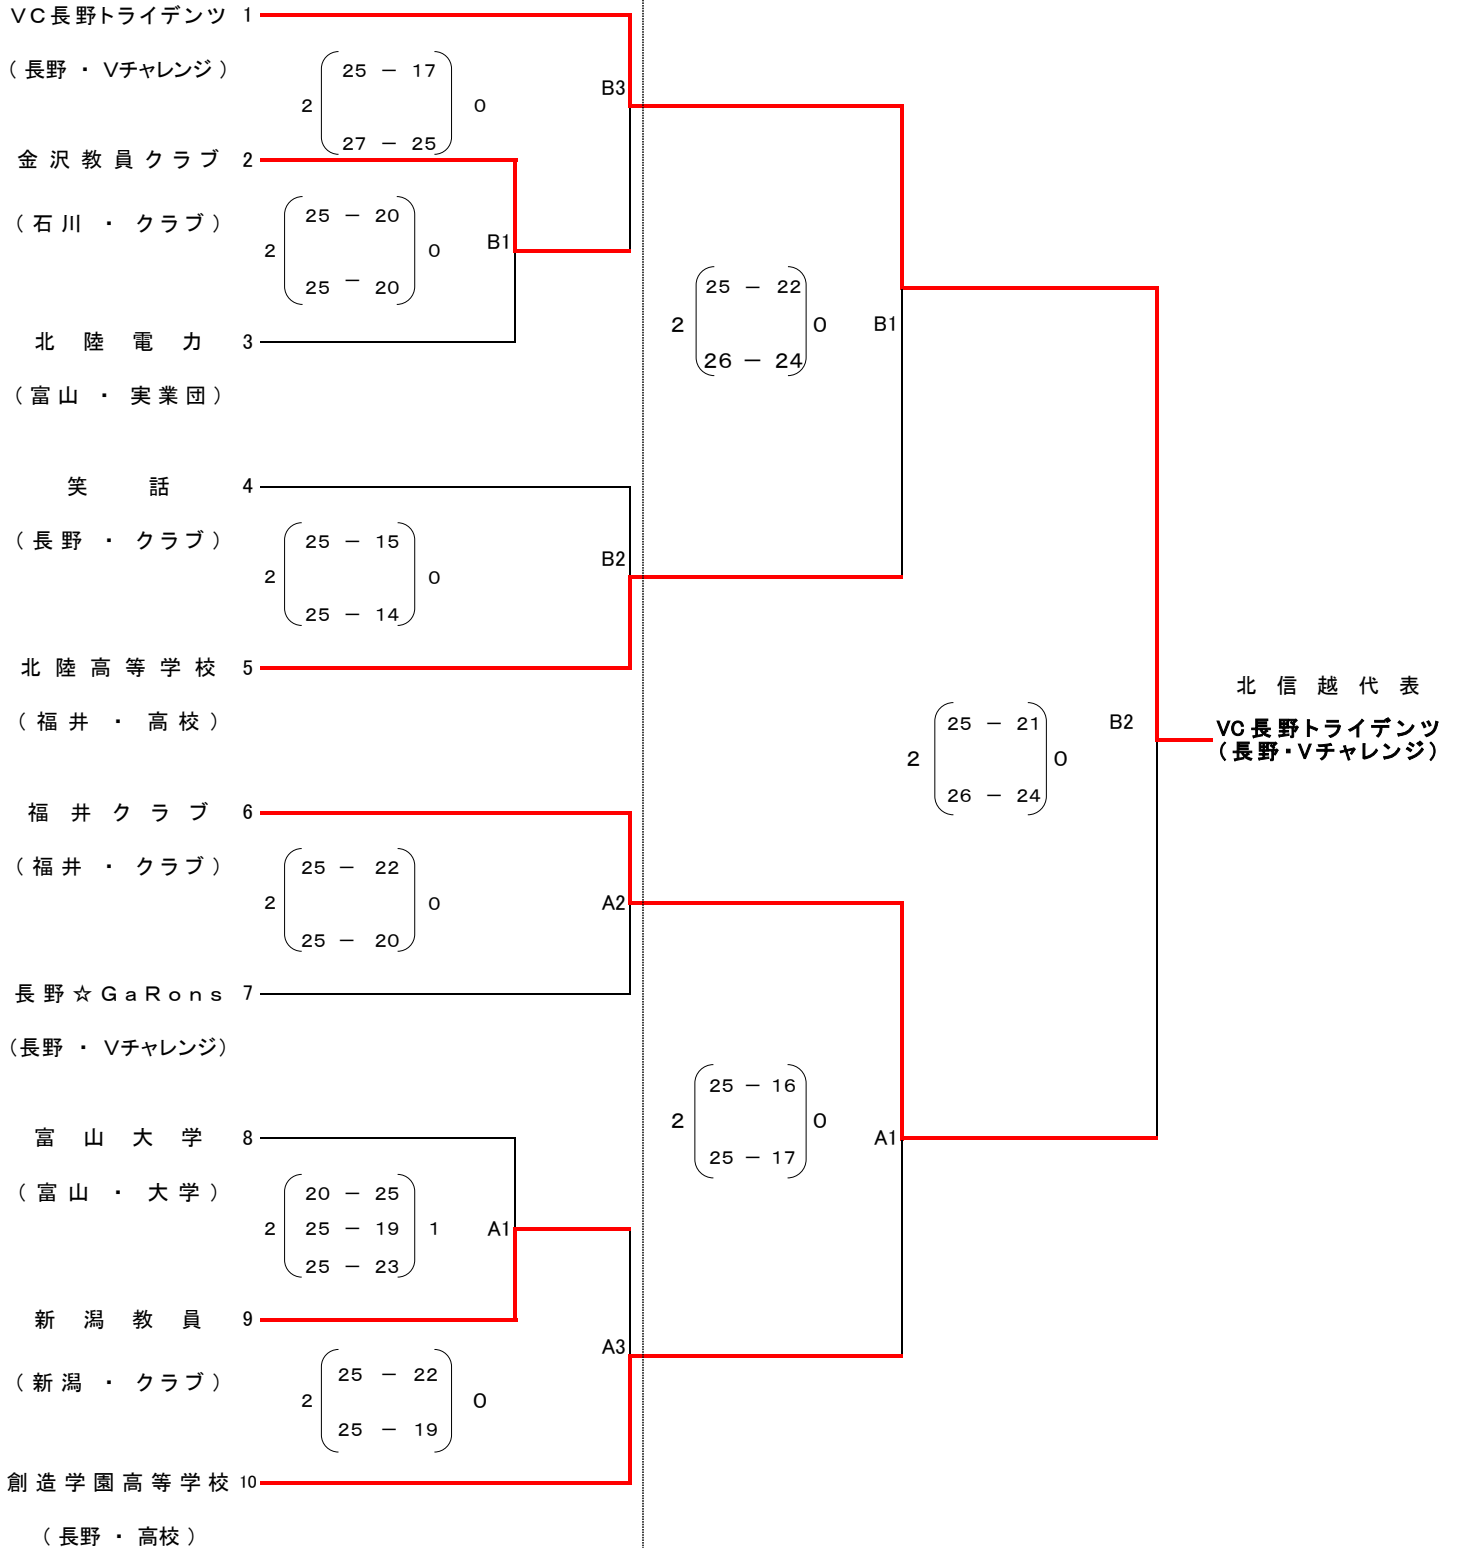 VC長野トライデンツ 1
(長野 ・ Vチャレンジ)
25 － 17
2 0
27 － 25
B3
金沢教員クラブ 2
(石川 ・ クラブ)
25 － 20
2 0
25 － 20
B1
北陸電力 3
(富山 ・ 実業団)
25 － 22
2 0
26 － 24
B1
笑話 4
(長野 ・ クラブ)
25 － 15
2 0
25 － 14
B2
北陸高等学校 5
(福井 ・ 高校)
25 － 21
2 0
26 － 24
B2
北信越代表
VC長野トライデンツ
(長野・Vチャレンジ)
福井クラブ 6
(福井 ・ クラブ)
25 － 22
2 0
25 － 20
A2
長野☆GaRons 7
(長野 ・ Vチャレンジ)
25 － 16
2 0
25 － 17
A1
富山大学 8
(富山 ・ 大学)
20 － 25
2 25 － 19 1
25 － 23
A1
新潟教員 9
(新潟 ・ クラブ)
25 － 22
2 0
25 － 19
A3
創造学園高等学校 10
(長野 ・ 高校)